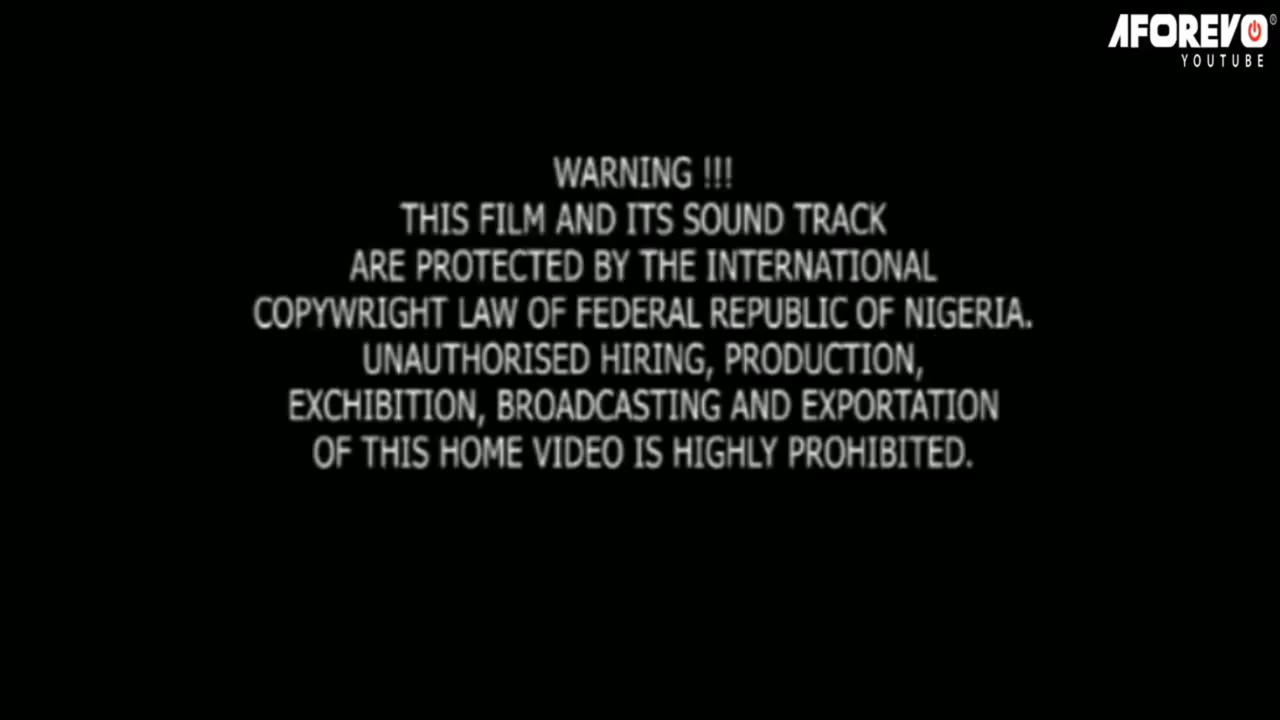 AFOREVO®
YOUTUBE
WARNING !!!
THIS FILM AND ITS SOUND TRACK
ARE PROTECTED BY THE INTERNATIONAL
COPYWRIGHT LAW OF FEDERAL REPUBLIC OF NIGERIA.
UNAUTHORISED HIRING, PRODUCTION,
EXCHIBITION, BROADCASTING AND EXPORTATION
OF THIS HOME VIDEO IS HIGHLY PROHIBITED.